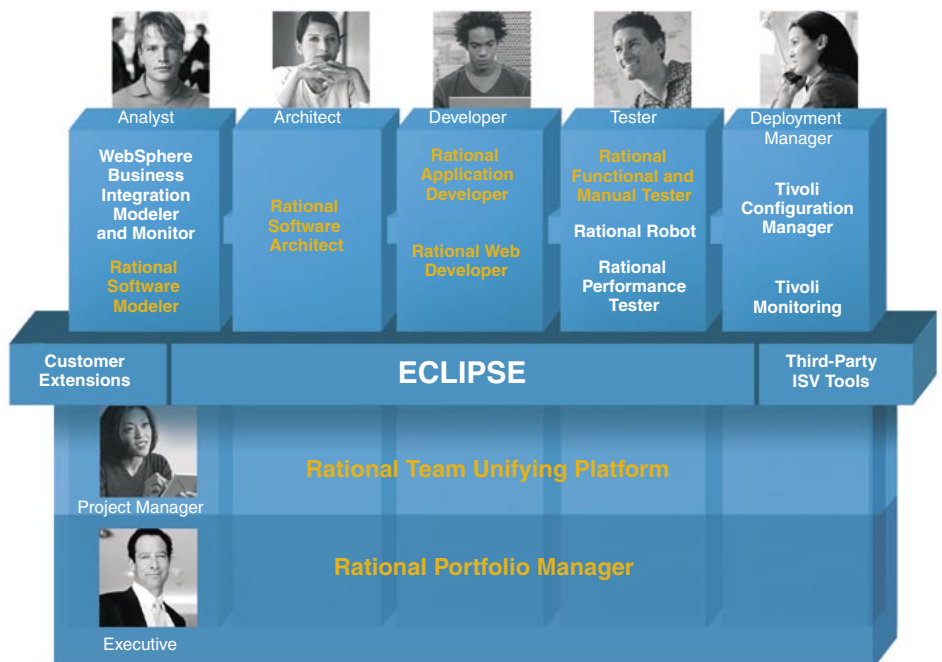 Analyst
WebSphere
Business
Integration
Modeler
and Monitor
Rational
Software
Modeler
Architect
Rational
Software
Architect
Developer
Rational
Application
Developer
Rational Web
Developer
Tester
Rational
Functional and
Manual Tester
Rational Robot
Rational
Performance
Tester
Deployment
Manager
Tivoli
Configuration
Manager
Tivoli
Monitoring
Customer
Extensions
ECLIPSE
Third-Party
ISV Tools
Project Manager
Rational Team Unifying Platform
Executive
Rational Portfolio Manager